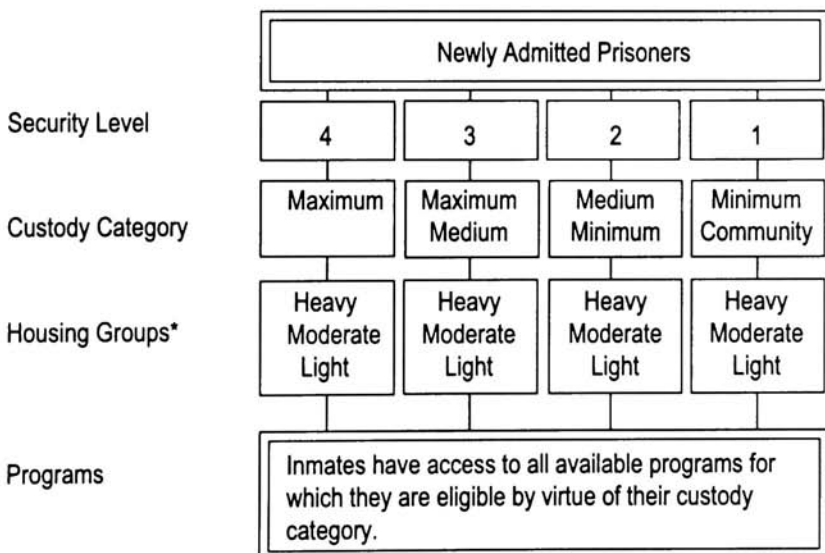 Newly Admitted Prisoners
Security Level
4 3 2 1
Custody Category
Maximum
Maximum
Medium
Medium
Minimum
Minimum
Community
Housing Groups*
Heavy
Moderate
Light
Heavy
Moderate
Light
Heavy
Moderate
Light
Heavy
Moderate
Light
Programs
Inmates have access to all available programs for
which they are eligible by virtue of their custody
category.